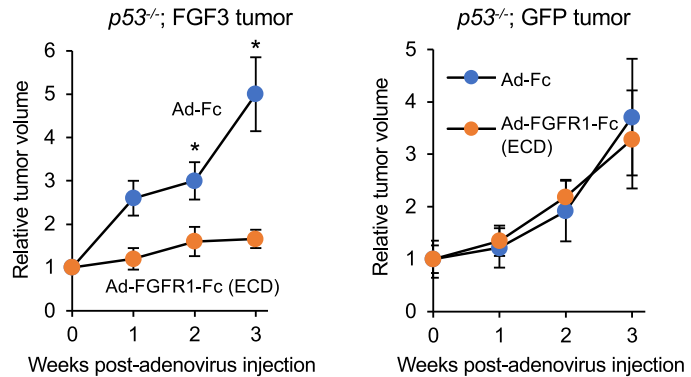 p53-/-; FGF3 tumor
Relative tumor volume
6
5
4
3
2
1
0
*
*
Ad-Fc
Ad-FGFR1-Fc (ECD)
0 1 2 3
Weeks post-adenovirus injection
p53-/-; GFP tumor
Relative tumor volume
5
4
3
2
1
0
Ad-Fc
Ad-FGFR1-Fc
(ECD)
0 1 2 3
Weeks post-adenovirus injection